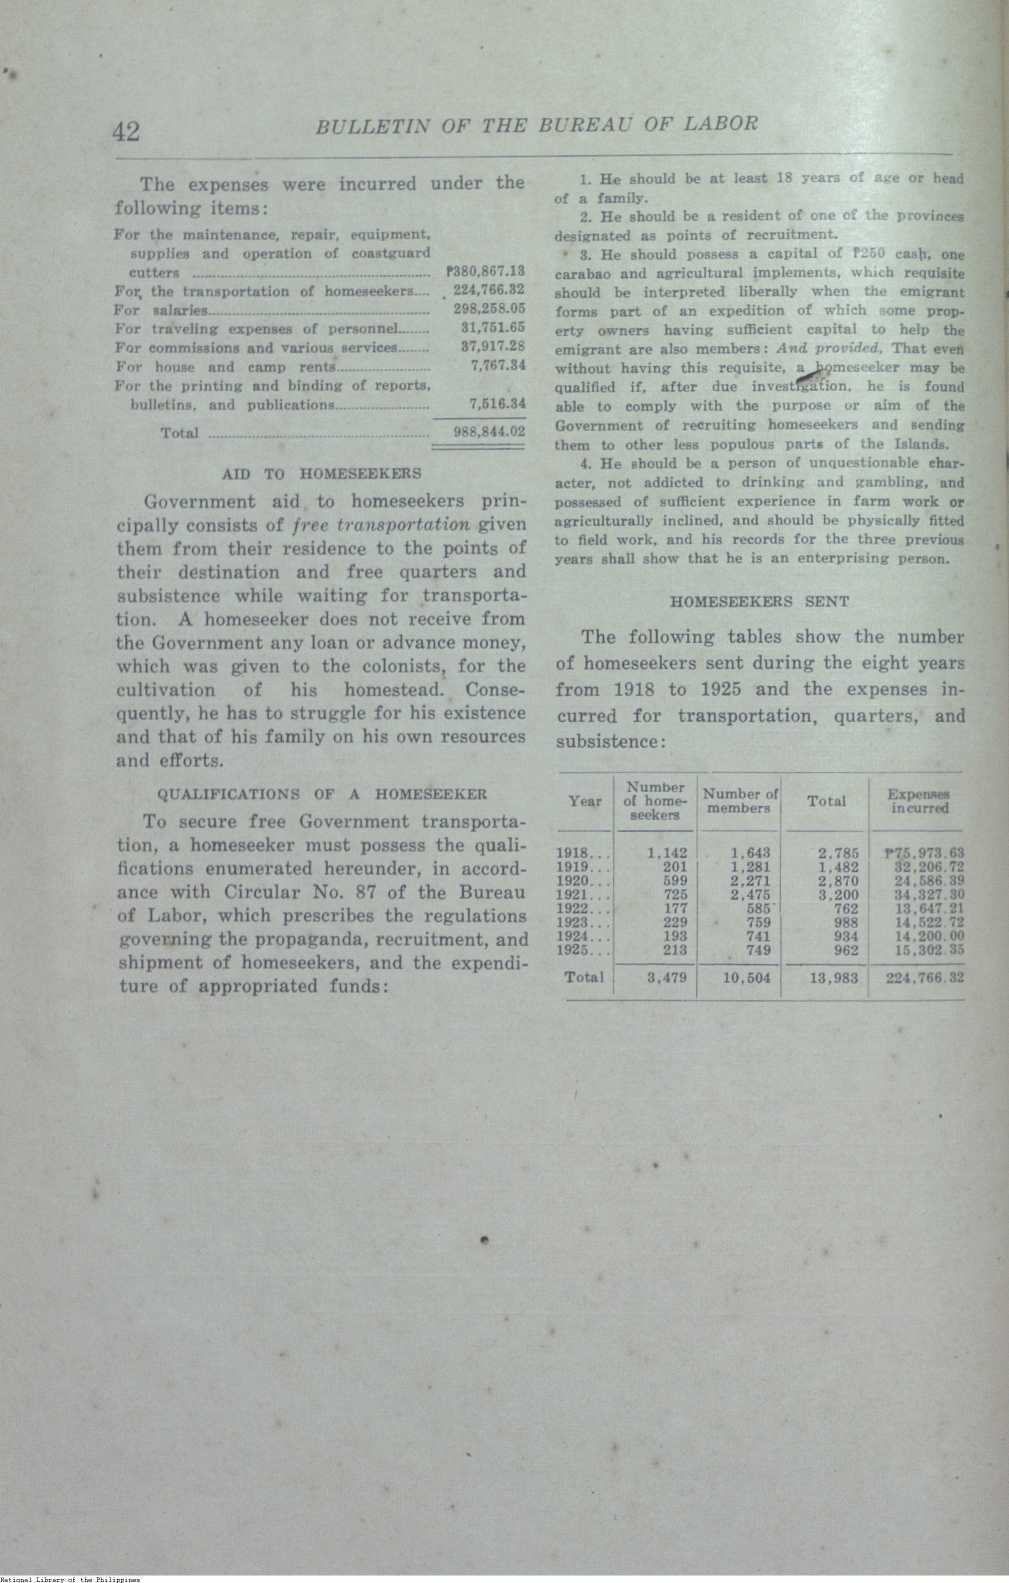 42
BULLETIN OF THE BUREAU OF LABOR
The expenses were incurred under the
following items:
For the maintenance, repair, equipment,
supplies and operation of coastguard
cutters ........ ₱380,867.13
For the transportation of homeseekers.... 224,766.32
For salaries........ 298,258.05
For traveling expenses of personnel........ 31,751.65
For commissions and various services........ 37,917.28
For house and camp rents........ 7,767.34
For the printing and binding of reports,
bulletins, and publications........ 7,516.34
Total ........ 988,844.02
AID TO HOMESEEKERS
Government aid to homeseekers prin-
cipally consists of free transportation given
them from their residence to the points of
their destination and free quarters and
subsistence while waiting for transporta-
tion. A homeseeker does not receive from
the Government any loan or advance money,
which was given to the colonists, for the
cultivation of his homestead. Conse-
quently, he has to struggle for his existence
and that of his family on his own resources
and efforts.
QUALIFICATIONS OF A HOMESEEKER
To secure free Government transporta-
tion, a homeseeker must possess the quali-
fications enumerated hereunder, in accord-
ance with Circular No. 87 of the Bureau
of Labor, which prescribes the regulations
governing the propaganda, recruitment, and
shipment of homeseekers, and the expendi-
ture of appropriated funds:
1. He should be at least 18 years of age or head
of a family.
2. He should be a resident of one of the provinces
designated as points of recruitment.
3. He should possess a capital of ₱250 cash, one
carabao and agricultural implements, which requisite
should be interpreted liberally when the emigrant
forms part of an expedition of which some prop-
erty owners having sufficient capital to help the
emigrant are also members: And provided, That even
without having this requisite, a homeseeker may be
qualified if, after due investigation, he is found
able to comply with the purpose or aim of the
Government of recruiting homeseekers and sending
them to other less populous parts of the Islands.
4. He should be a person of unquestionable char-
acter, not addicted to drinking and gambling, and
possessed of sufficient experience in farm work or
agriculturally inclined, and should be physically fitted
to field work, and his records for the three previous
years shall show that he is an enterprising person.
HOMESEEKERS SENT
The following tables show the number
of homeseekers sent during the eight years
from 1918 to 1925 and the expenses in-
curred for transportation, quarters, and
subsistence:
Year | Number of home-seekers | Number of members | Total | Expenses incurred
1918... 1,142 1,643 2,785 ₱75,973.63
1919... 201 1,281 1,482 32,206.72
1920... 599 2,271 2,870 24,586.39
1921... 725 2,475 3,200 34,327.30
1922... 177 585 762 13,647.21
1923... 229 759 988 14,522.72
1924... 193 741 934 14,200.00
1925... 213 749 962 15,302.35
Total 3,479 10,504 13,983 224,766.32
National Library of the Philippines